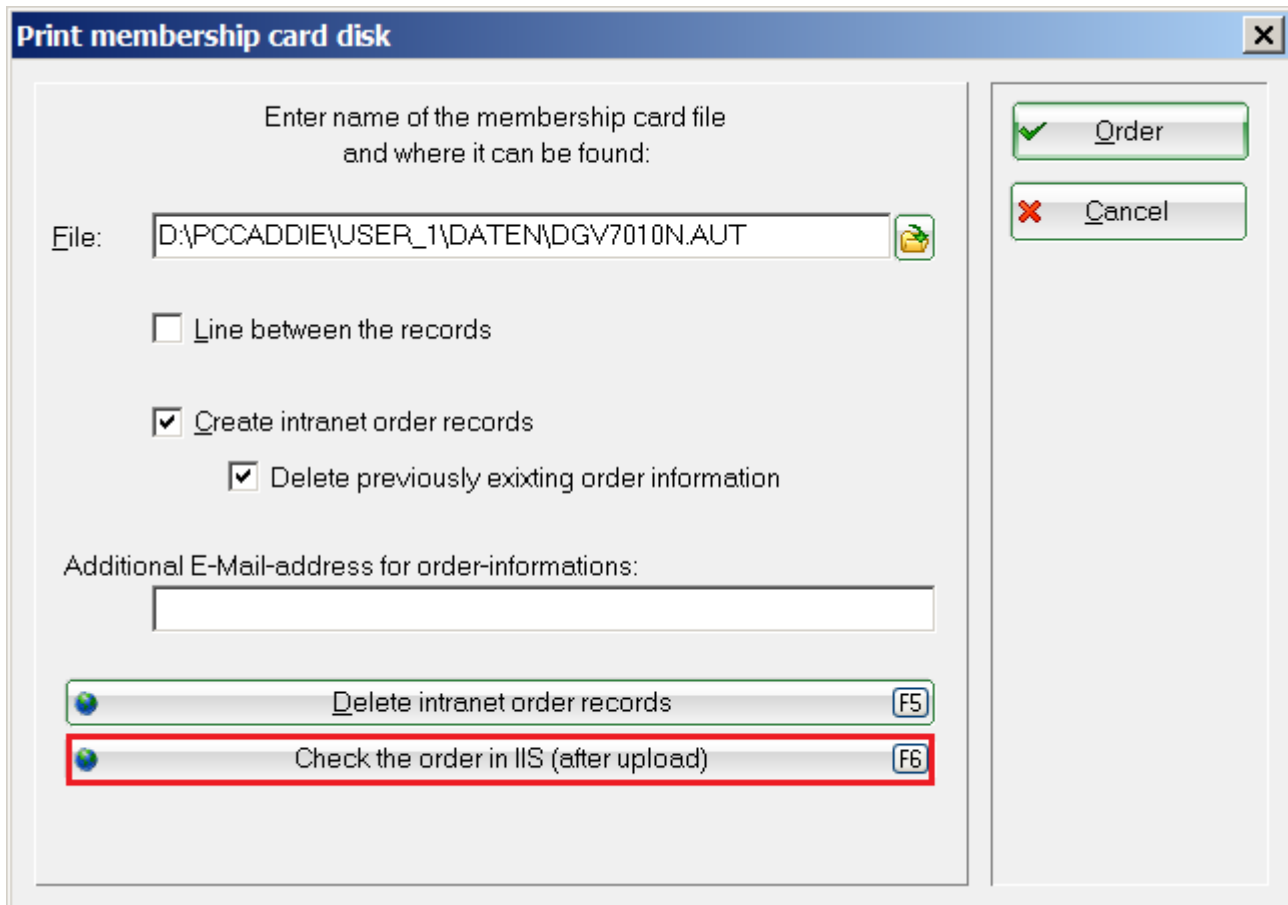 Print membership card disk
Enter name of the membership card file
and where it can be found:
File:
D:\PCCADDIE\USER_1\DATEN\DGV7010N.AUT
Line between the records
Create intranet order records
Delete previously exixting order information
Additional E-Mail-address for order-informations:
Delete intranet order records F5
Check the order in IIS (after upload) F6
Order
Cancel